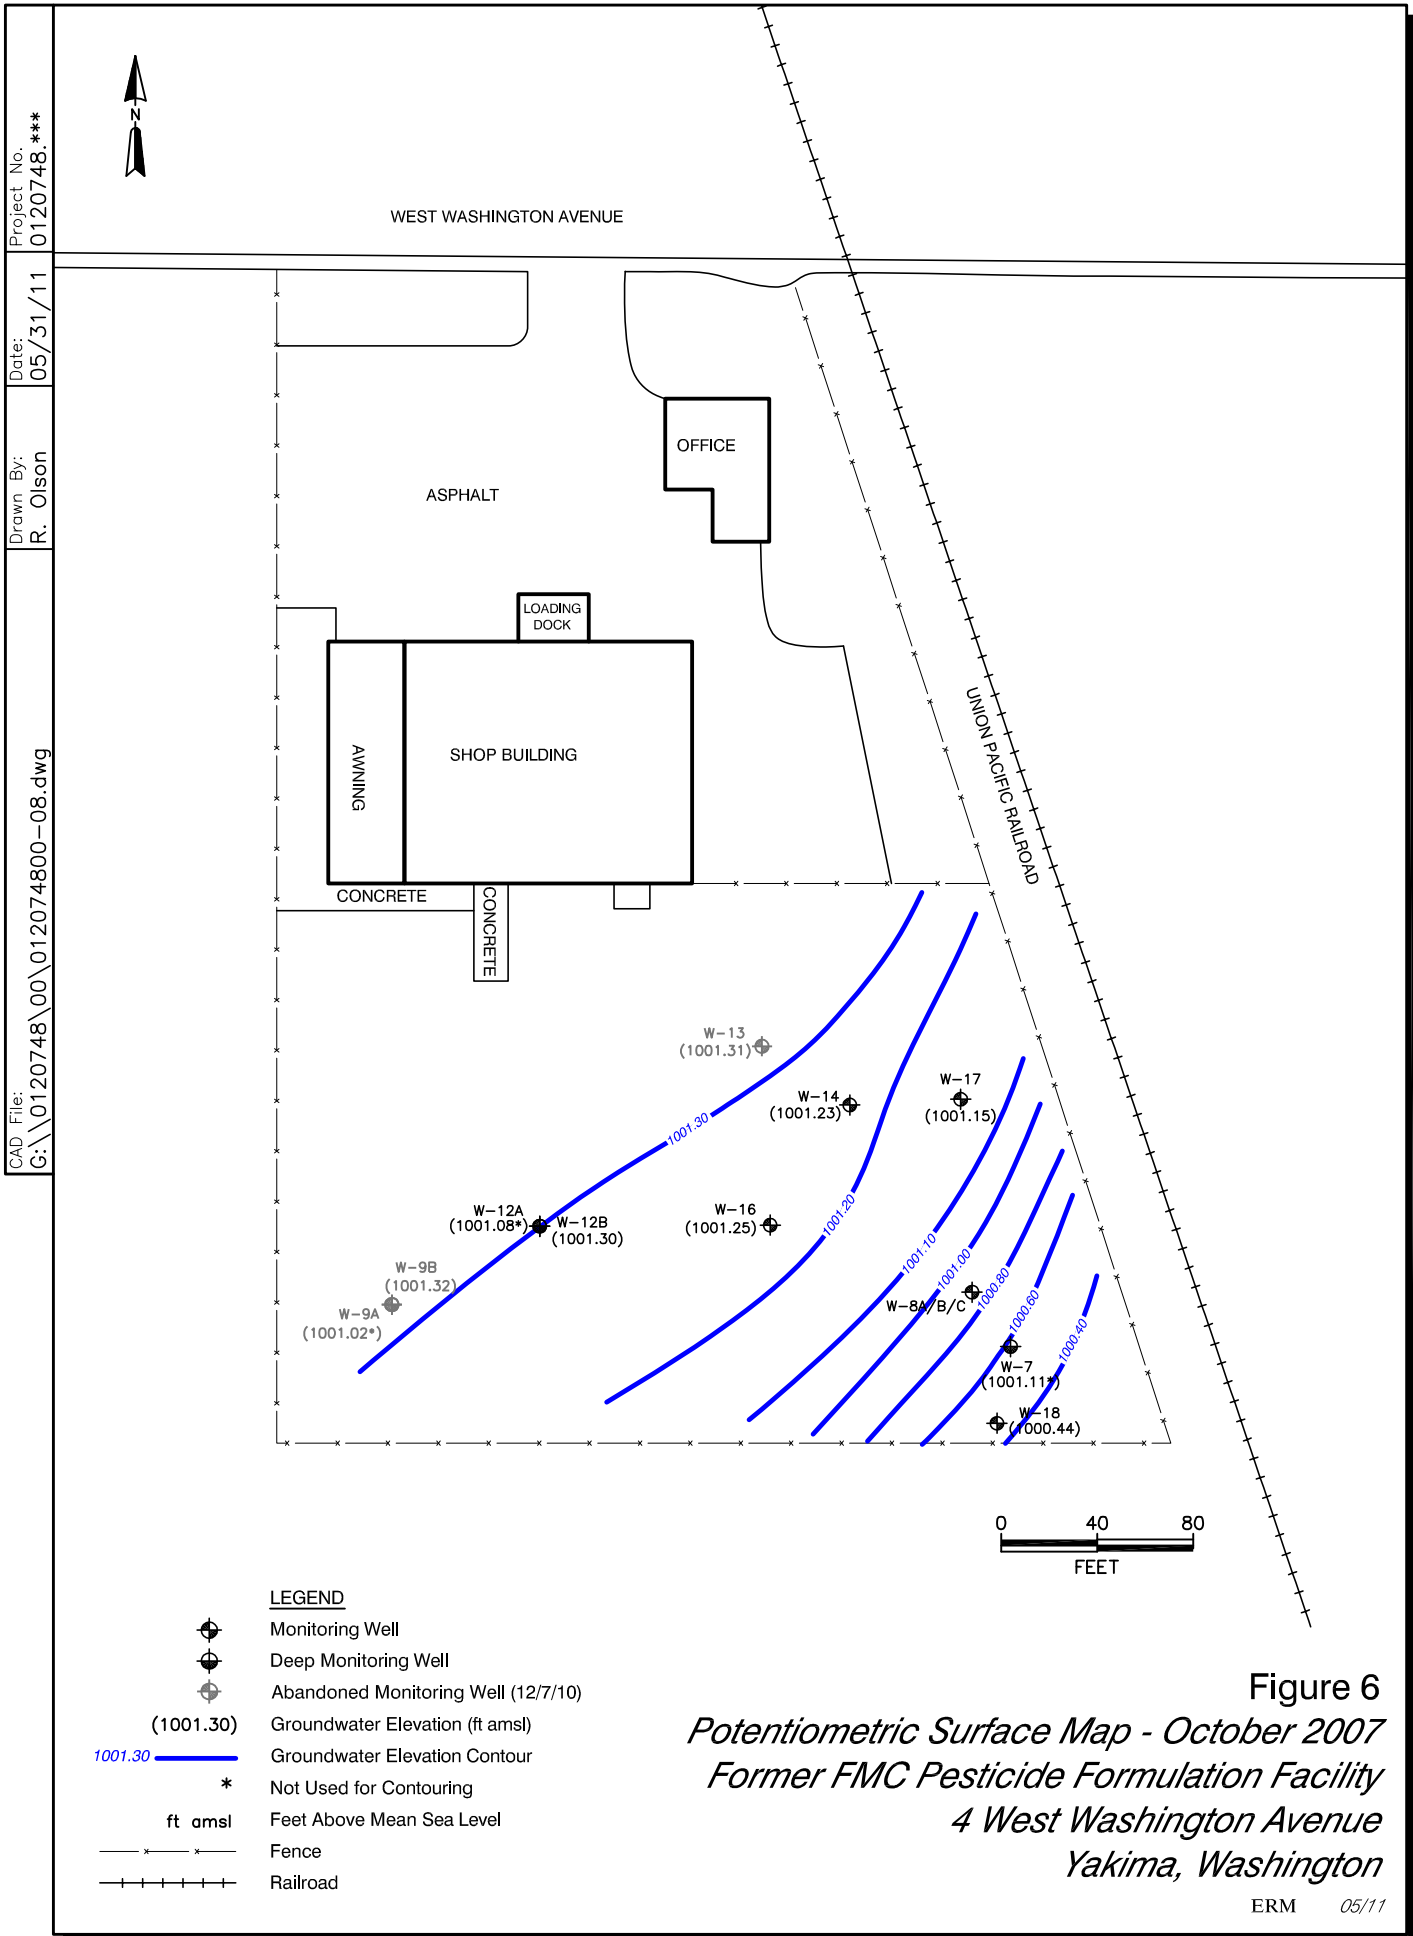 Project No.
0120748.***
Date:
05/31/11
Drawn By:
R. Olson
CAD File:
G:\\0120748\00\012074800-08.dwg
N
WEST WASHINGTON AVENUE
OFFICE
ASPHALT
LOADING
DOCK
AWNING
SHOP BUILDING
UNION PACIFIC RAILROAD
CONCRETE
CONCRETE
W-13
(1001.31)
W-14
(1001.23)
W-17
(1001.15)
1001.30
W-12A
(1001.08*)
W-12B
(1001.30)
W-16
(1001.25)
1001.20
1001.10
1001.00
1000.80
1000.60
1000.40
W-9B
(1001.32)
W-9A
(1001.02*)
W-8A/B/C
W-7
(1001.11*)
W-18
(1000.44)
0 40 80
FEET
LEGEND
Monitoring Well
Deep Monitoring Well
Abandoned Monitoring Well (12/7/10)
(1001.30) Groundwater Elevation (ft amsl)
1001.30 Groundwater Elevation Contour
* Not Used for Contouring
ft amsl Feet Above Mean Sea Level
Fence
Railroad
Figure 6
Potentiometric Surface Map - October 2007
Former FMC Pesticide Formulation Facility
4 West Washington Avenue
Yakima, Washington
ERM 05/11